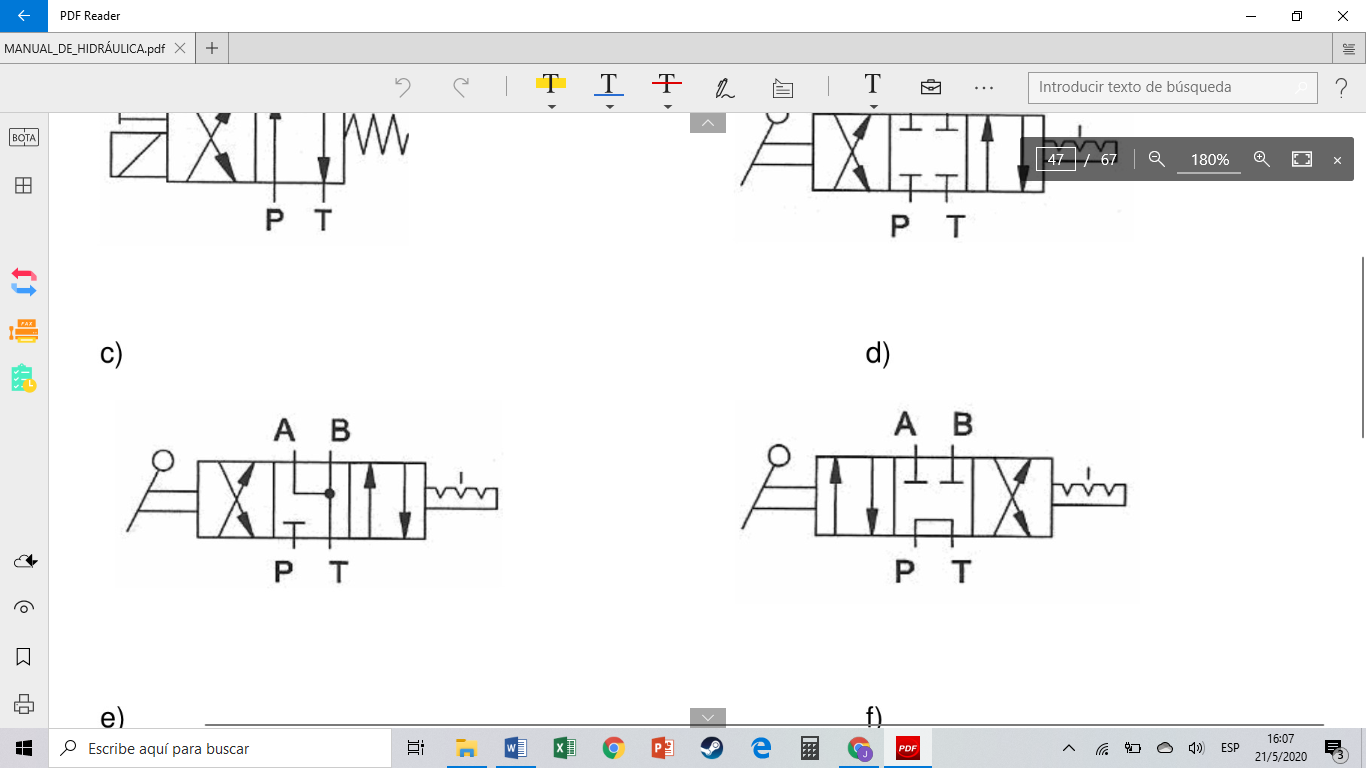 PDF Reader
MANUAL_DE_HIDRÁULICA.pdf
T T T T
Introducir texto de búsqueda
?
BOTA
47 / 67 180%
P T
P T
c) d)
A B
P T
A B
P T
FAX
e) f)
Escribe aquí para buscar
PDF
ESP
16:07
21/5/2020
3